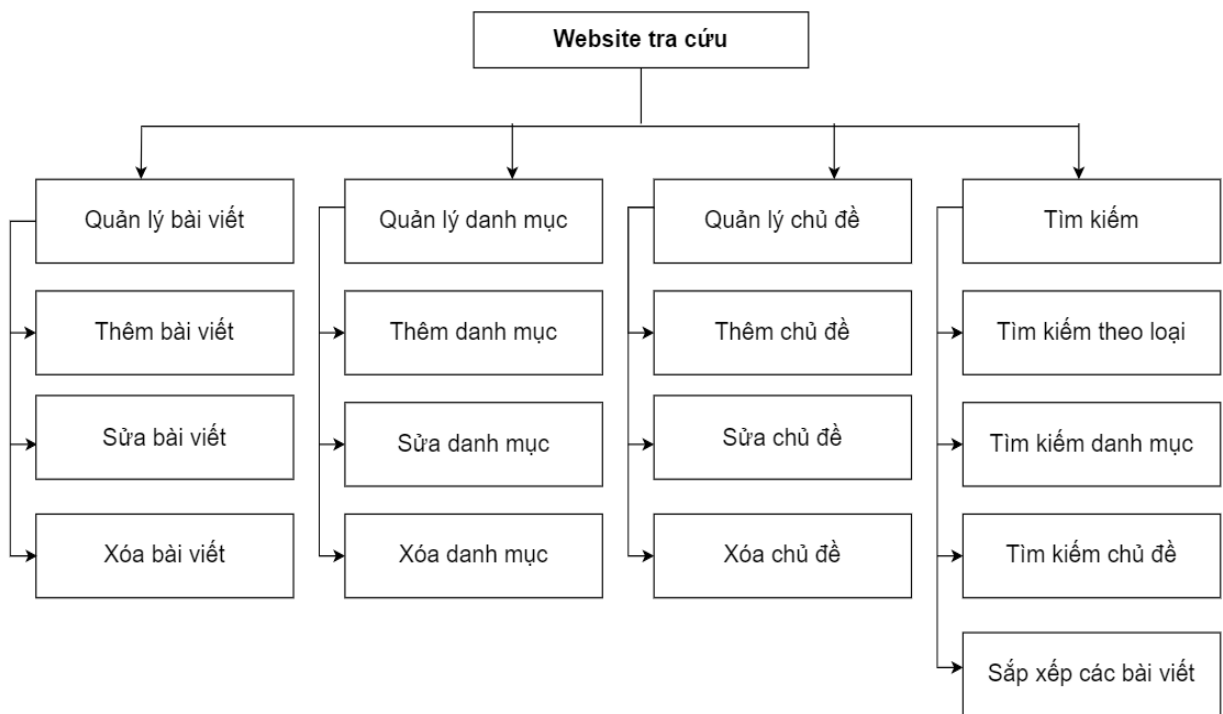 Website tra cứu
Quản lý bài viết
Quản lý danh mục
Quản lý chủ đề
Tìm kiếm
Thêm bài viết
Thêm danh mục
Thêm chủ đề
Tìm kiếm theo loại
Sửa bài viết
Sửa danh mục
Sửa chủ đề
Tìm kiếm danh mục
Xóa bài viết
Xóa danh mục
Xóa chủ đề
Tìm kiếm chủ đề
Sắp xếp các bài viết